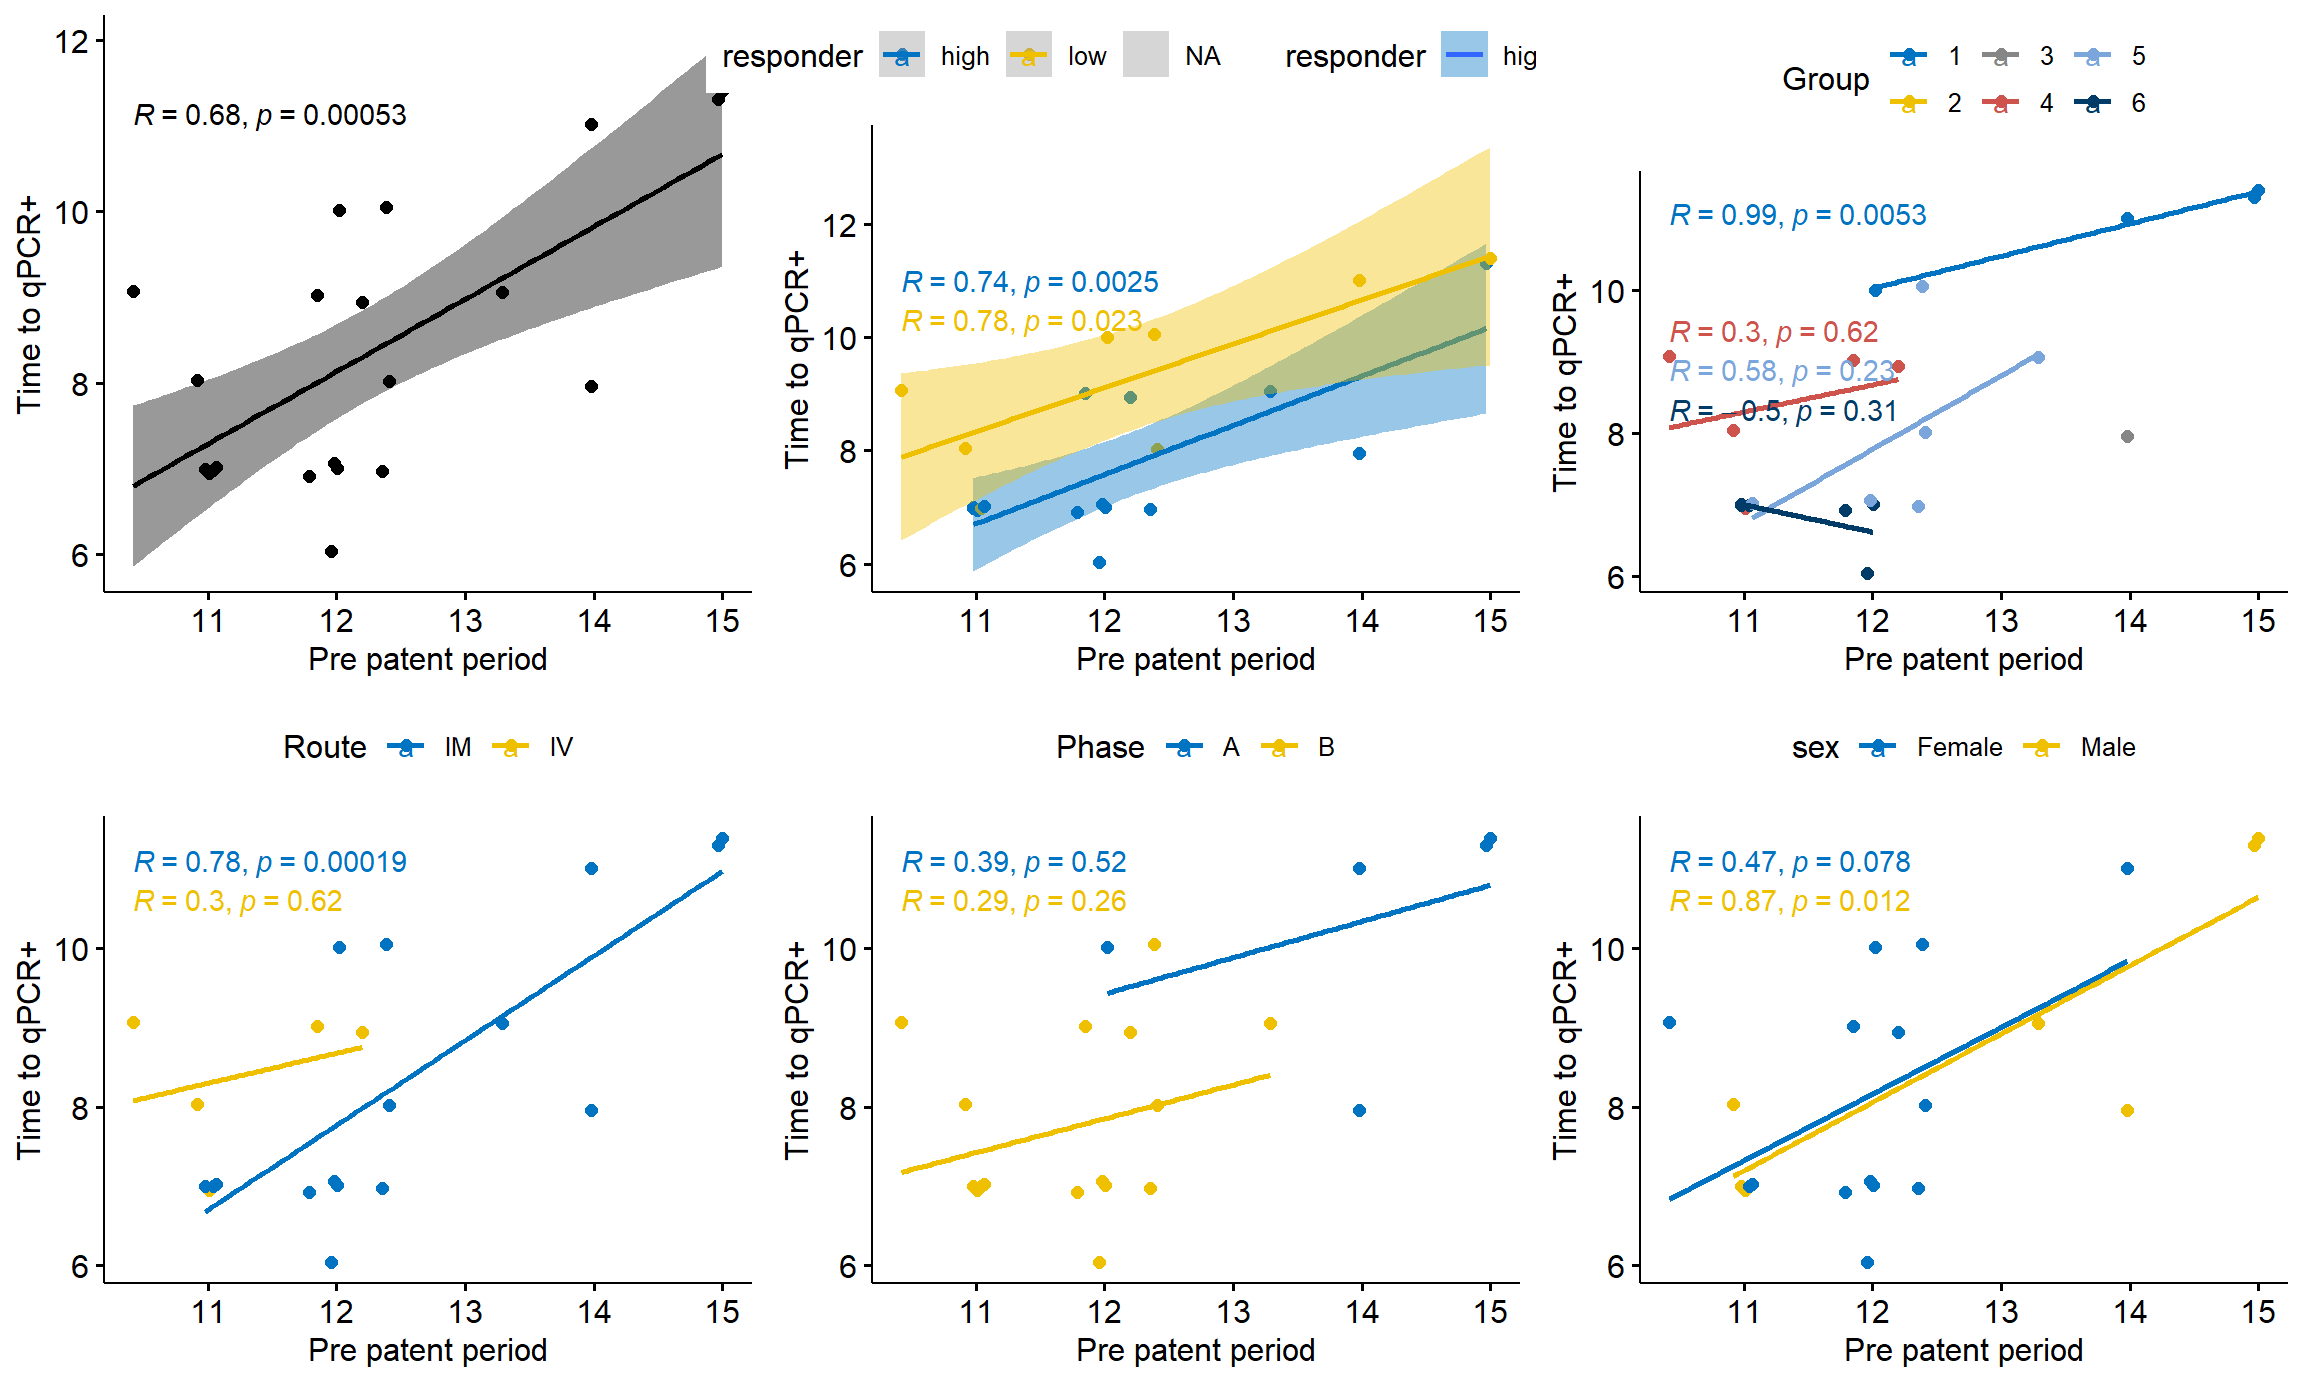 12
10
8
6
Time to qPCR+
R = 0.68, p = 0.00053
11 12 13 14 15
Pre patent period
responder a high a low NA responder hig
12
10
8
6
Time to qPCR+
R = 0.74, p = 0.0025
R = 0.78, p = 0.023
11 12 13 14 15
Pre patent period
Group a 1 a 3 a 5
a 2 a 4 a 6
10
8
6
Time to qPCR+
R = 0.99, p = 0.0053
R = 0.3, p = 0.62
R = 0.58, p = 0.23
R = −0.5, p = 0.31
11 12 13 14 15
Pre patent period
Route a IM a IV
10
8
6
Time to qPCR+
R = 0.78, p = 0.00019
R = 0.3, p = 0.62
11 12 13 14 15
Pre patent period
Phase a A a B
10
8
6
Time to qPCR+
R = 0.39, p = 0.52
R = 0.29, p = 0.26
11 12 13 14 15
Pre patent period
sex a Female a Male
10
8
6
Time to qPCR+
R = 0.47, p = 0.078
R = 0.87, p = 0.012
11 12 13 14 15
Pre patent period